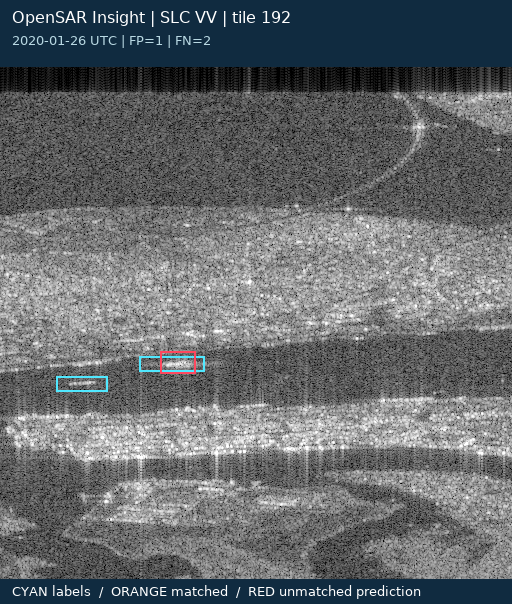 OpenSAR Insight | SLC VV | tile 192
2020-01-26 UTC | FP=1 | FN=2
CYAN labels / ORANGE matched / RED unmatched prediction